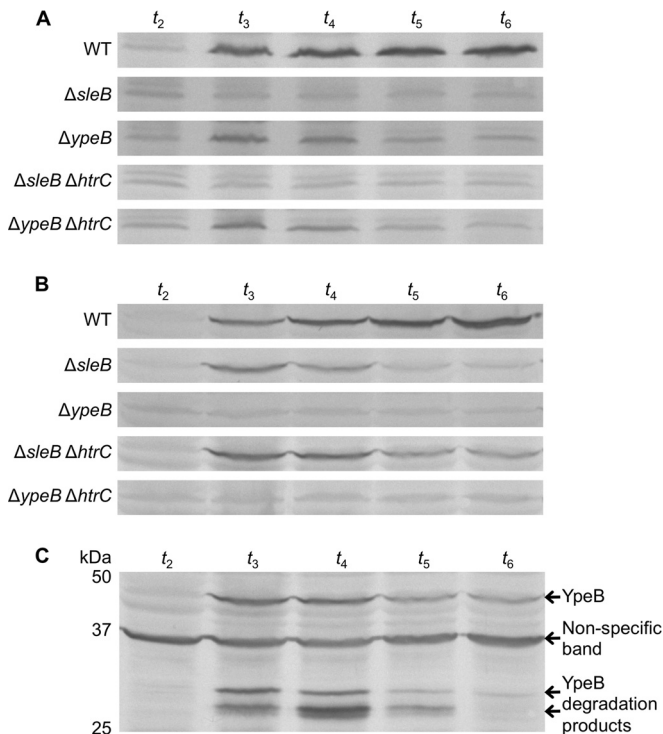 A t2 t3 t4 t5 t6
WT
ΔsleB
ΔypeB
ΔsleB ΔhtrC
ΔypeB ΔhtrC
B t2 t3 t4 t5 t6
WT
ΔsleB
ΔypeB
ΔsleB ΔhtrC
ΔypeB ΔhtrC
C kDa t2 t3 t4 t5 t6
50
YpeB
37
Non-specific
band
YpeB
degradation
products
25